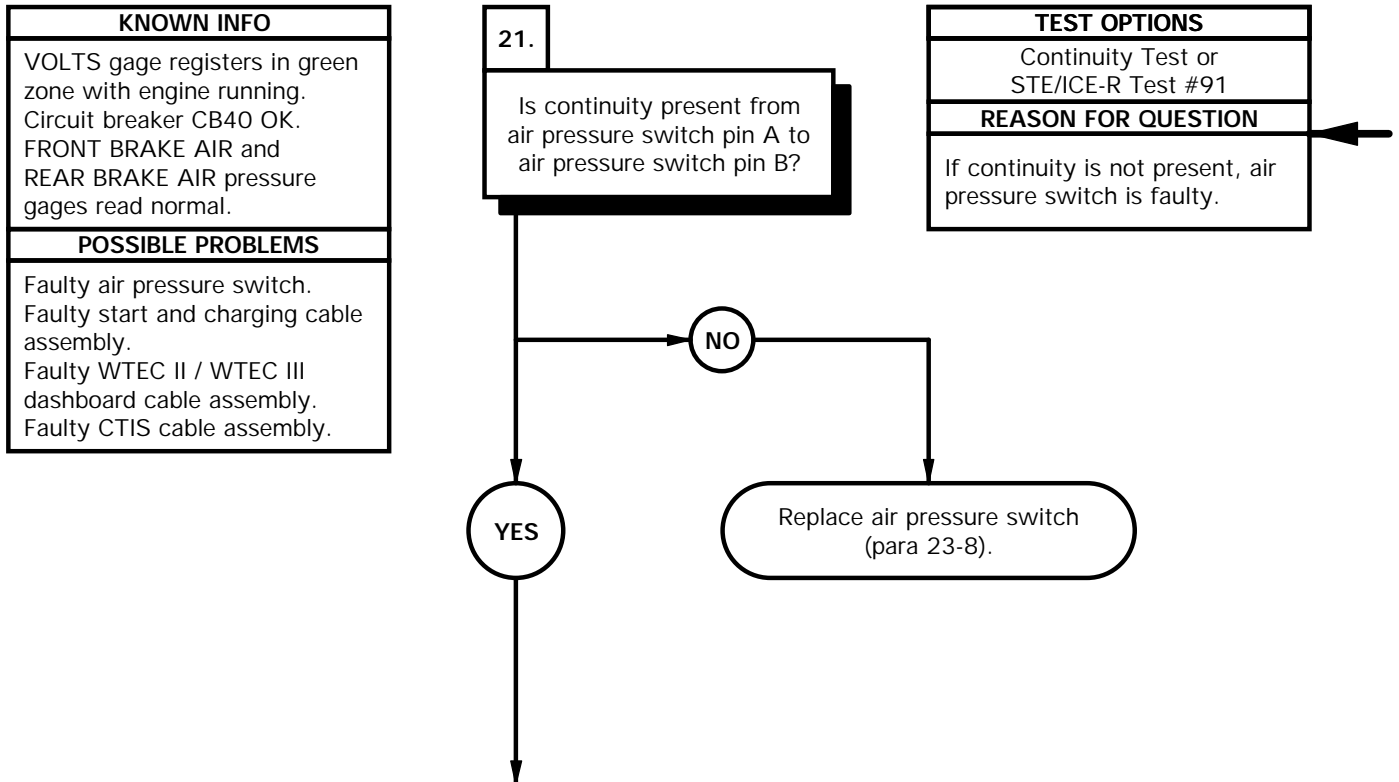 KNOWN INFO
VOLTS gage registers in green
zone with engine running.
Circuit breaker CB40 OK.
FRONT BRAKE AIR and
REAR BRAKE AIR pressure
gages read normal.
POSSIBLE PROBLEMS
Faulty air pressure switch.
Faulty start and charging cable
assembly.
Faulty WTEC II / WTEC III
dashboard cable assembly.
Faulty CTIS cable assembly.
21.
Is continuity present from
air pressure switch pin A to
air pressure switch pin B?
TEST OPTIONS
Continuity Test or
STE/ICE-R Test #91
REASON FOR QUESTION
If continuity is not present, air
pressure switch is faulty.
NO
YES
Replace air pressure switch
(para 23-8).